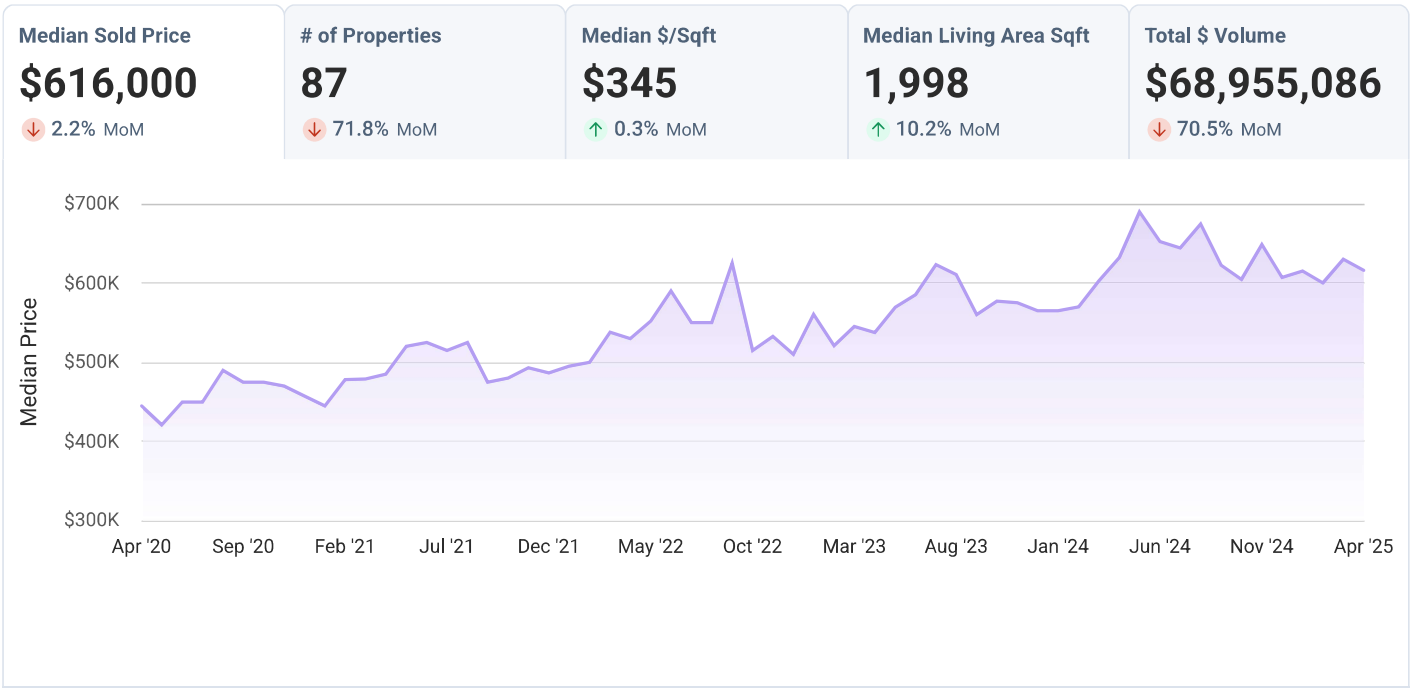 Median Sold Price
$616,000
2.2% MoM
# of Properties
87
71.8% MoM
Median $/Sqft
$345
0.3% MoM
Median Living Area Sqft
1,998
10.2% MoM
Total $ Volume
$68,955,086
70.5% MoM
Median Price
$700K
$600K
$500K
$400K
$300K
Apr '20 Sep '20 Feb '21 Jul '21 Dec '21 May '22 Oct '22 Mar '23 Aug '23 Jan '24 Jun '24 Nov '24 Apr '25